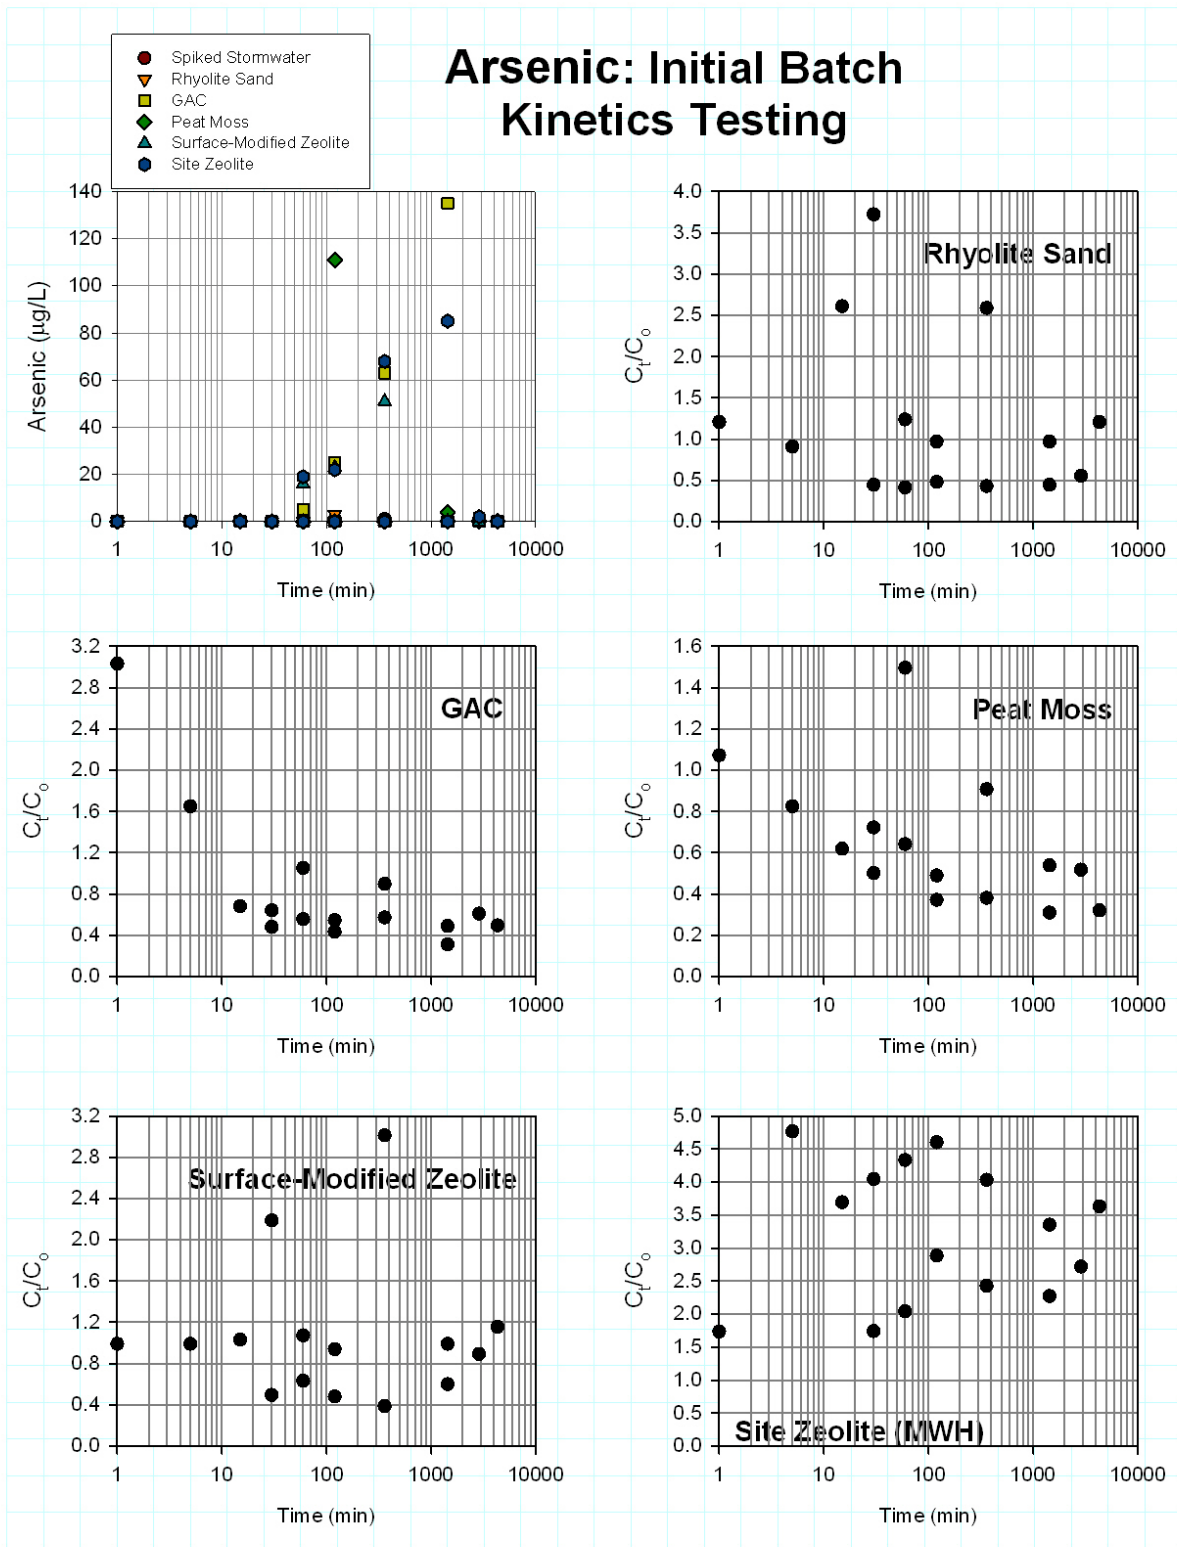 Spiked Stormwater
Rhyolite Sand
GAC
Peat Moss
Surface-Modified Zeolite
Site Zeolite
Arsenic: Initial Batch
Kinetics Testing
Arsenic (µg/L)
140
120
100
80
60
40
20
0
1 10 100 1000 10000
Time (min)
Rhyolite Sand
Ct/Co
4.0
3.5
3.0
2.5
2.0
1.5
1.0
0.5
0.0
1 10 100 1000 10000
Time (min)
GAC
Ct/Co
3.2
2.8
2.4
2.0
1.6
1.2
0.8
0.4
0.0
1 10 100 1000 10000
Time (min)
Peat Moss
Ct/Co
1.6
1.4
1.2
1.0
0.8
0.6
0.4
0.2
0.0
1 10 100 1000 10000
Time (min)
Surface-Modified Zeolite
Ct/Co
3.2
2.8
2.4
2.0
1.6
1.2
0.8
0.4
0.0
1 10 100 1000 10000
Time (min)
Ct/Co
5.0
4.5
4.0
3.5
3.0
2.5
2.0
1.5
1.0
0.5
0.0
Site Zeolite (MWH)
1 10 100 1000 10000
Time (min)